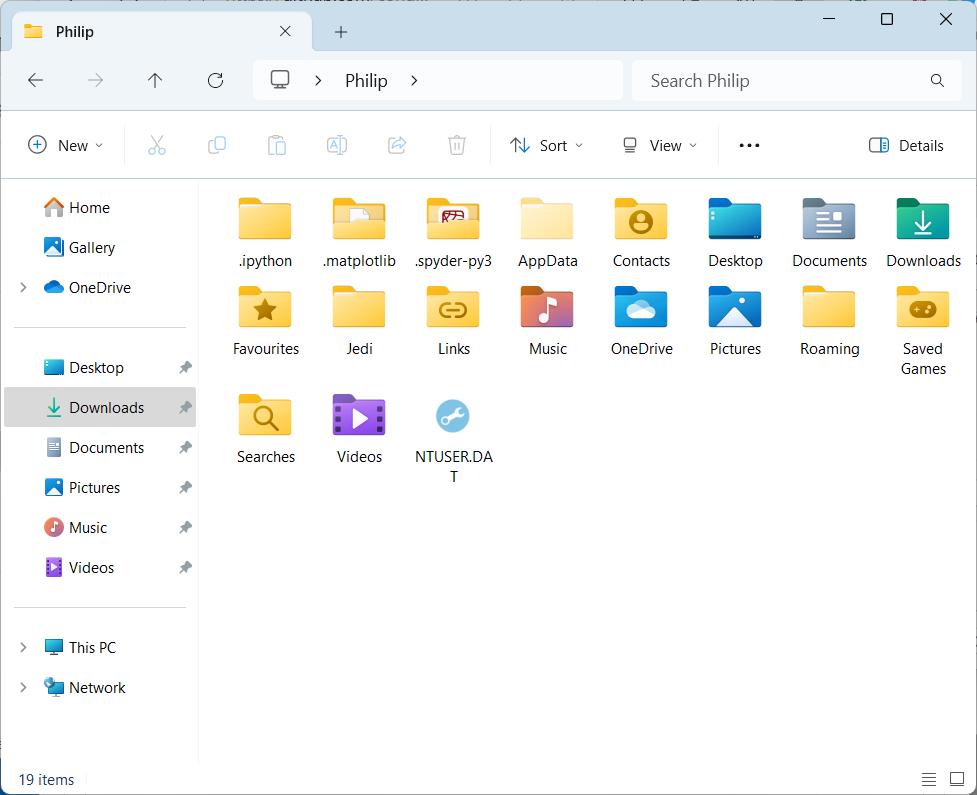 Philip
Philip
Search Philip
New
Sort
View
Details
Home
Gallery
OneDrive
Desktop
Downloads
Documents
Pictures
Music
Videos
This PC
Network
.ipython
.matplotlib
.spyder-py3
AppData
Contacts
Desktop
Documents
Downloads
Favourites
Jedi
Links
Music
OneDrive
Pictures
Roaming
Saved
Games
Searches
Videos
NTUSER.DA
T
19 items